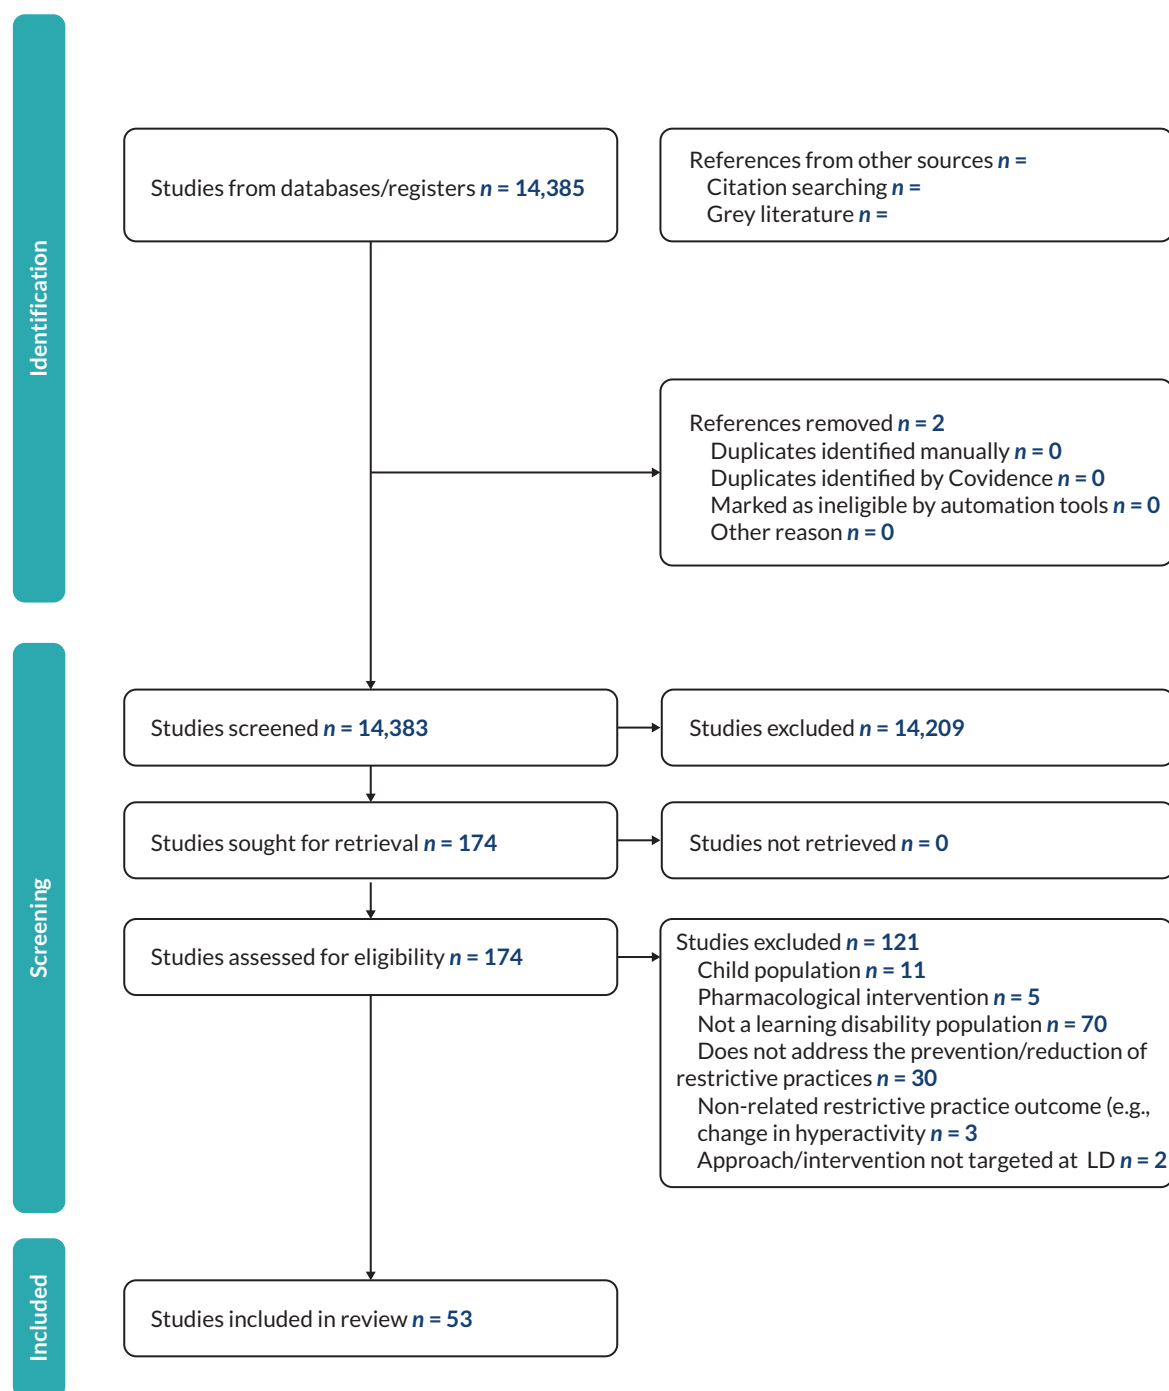 Identification
Studies from databases/registers n = 14,385
References from other sources n =
Citation searching n =
Grey literature n =
References removed n = 2
Duplicates identified manually n = 0
Duplicates identified by Covidence n = 0
Marked as ineligible by automation tools n = 0
Other reason n = 0
Screening
Studies screened n = 14,383
Studies excluded n = 14,209
Studies sought for retrieval n = 174
Studies not retrieved n = 0
Studies assessed for eligibility n = 174
Studies excluded n = 121
Child population n = 11
Pharmacological intervention n = 5
Not a learning disability population n = 70
Does not address the prevention/reduction of
restrictive practices n = 30
Non-related restrictive practice outcome (e.g.,
change in hyperactivity n = 3
Approach/intervention not targeted at LD n = 2
Included
Studies included in review n = 53